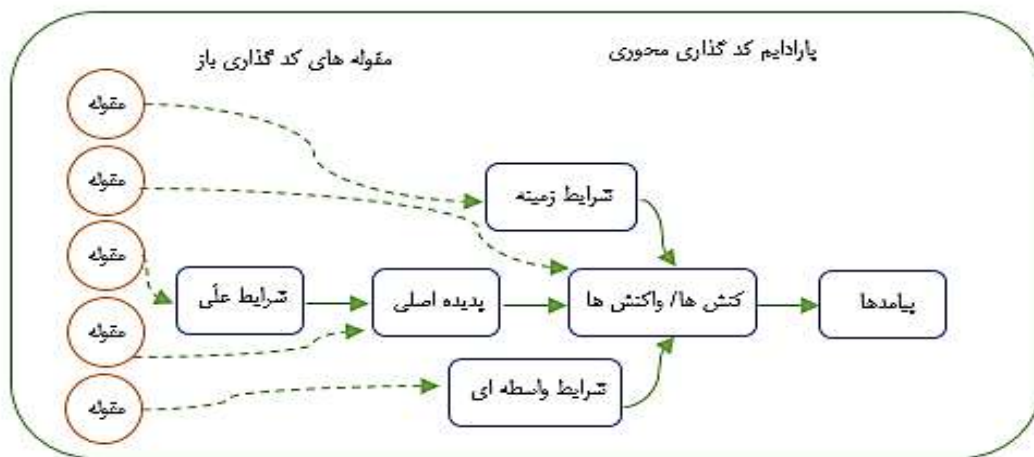 پارادایم کد گذاری محوری
مقوله های کد گذاری باز
مقوله
مقوله
مقوله
مقوله
مقوله
شرایط زمینه
شرایط علّی
پدیده اصلی
کنش ها/ واکنش ها
پیامدها
شرایط واسطه ای